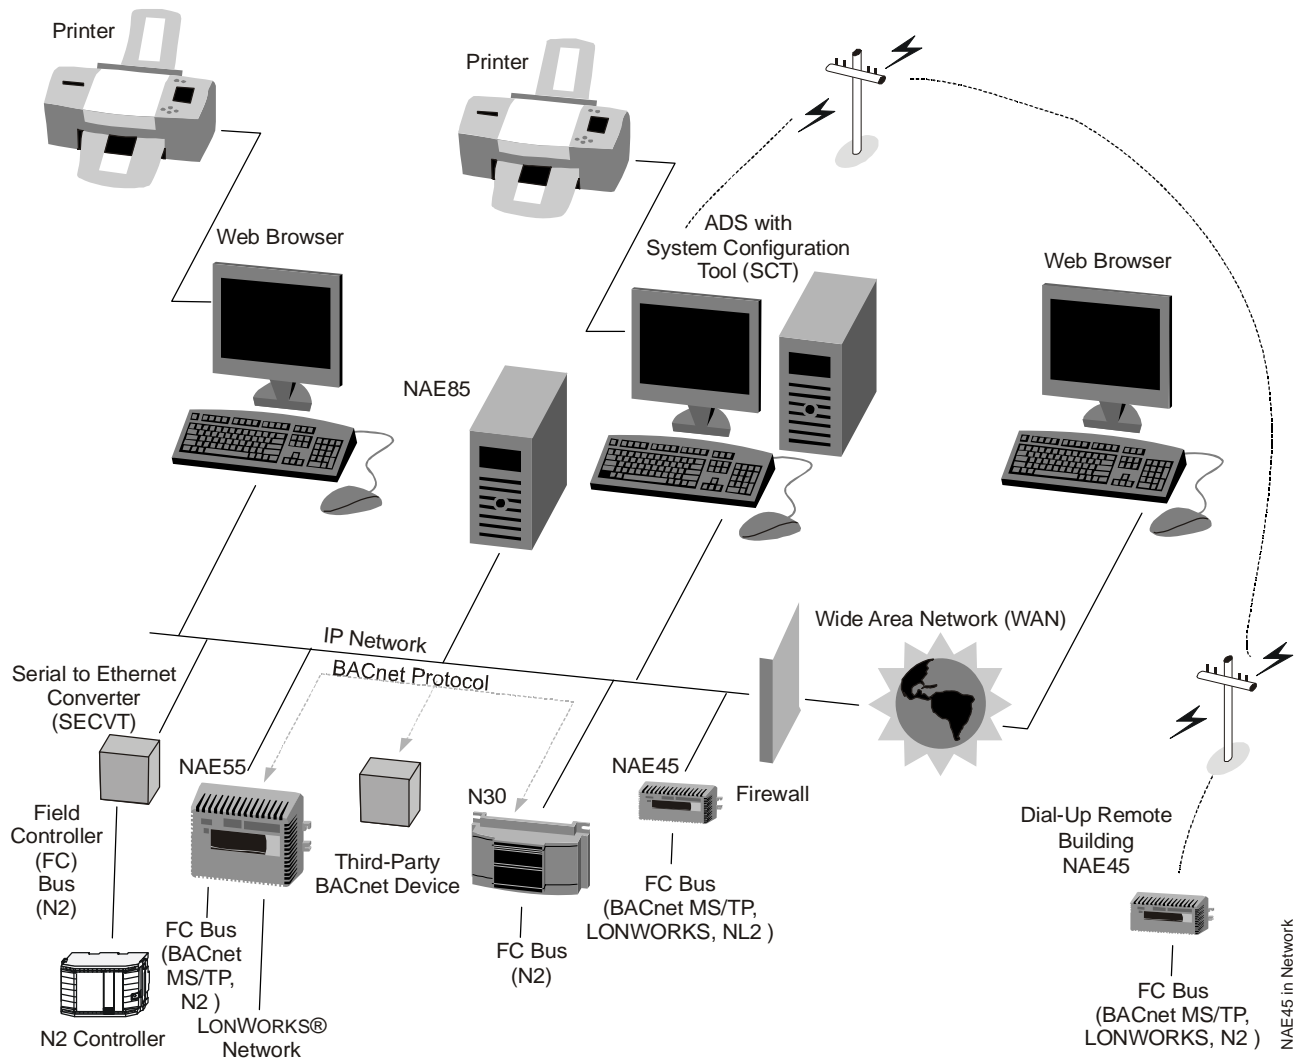 Printer
Printer
ADS with
System Configuration
Tool (SCT)
Web Browser
Web Browser
NAE85
IP Network
BACnet Protocol
Wide Area Network (WAN)
Serial to Ethernet
Converter
(SECVT)
NAE55
N30
NAE45
Firewall
Field
Controller
(FC)
Bus
(N2)
Third-Party
BACnet Device
Dial-Up Remote
Building
NAE45
FC Bus
(BACnet
MS/TP,
N2 )
FC Bus
(N2)
FC Bus
(BACnet MS/TP,
LONWORKS, NL2 )
N2 Controller
LONWORKS®
Network
FC Bus
(BACnet MS/TP,
LONWORKS, N2 )
NAE45 in Network